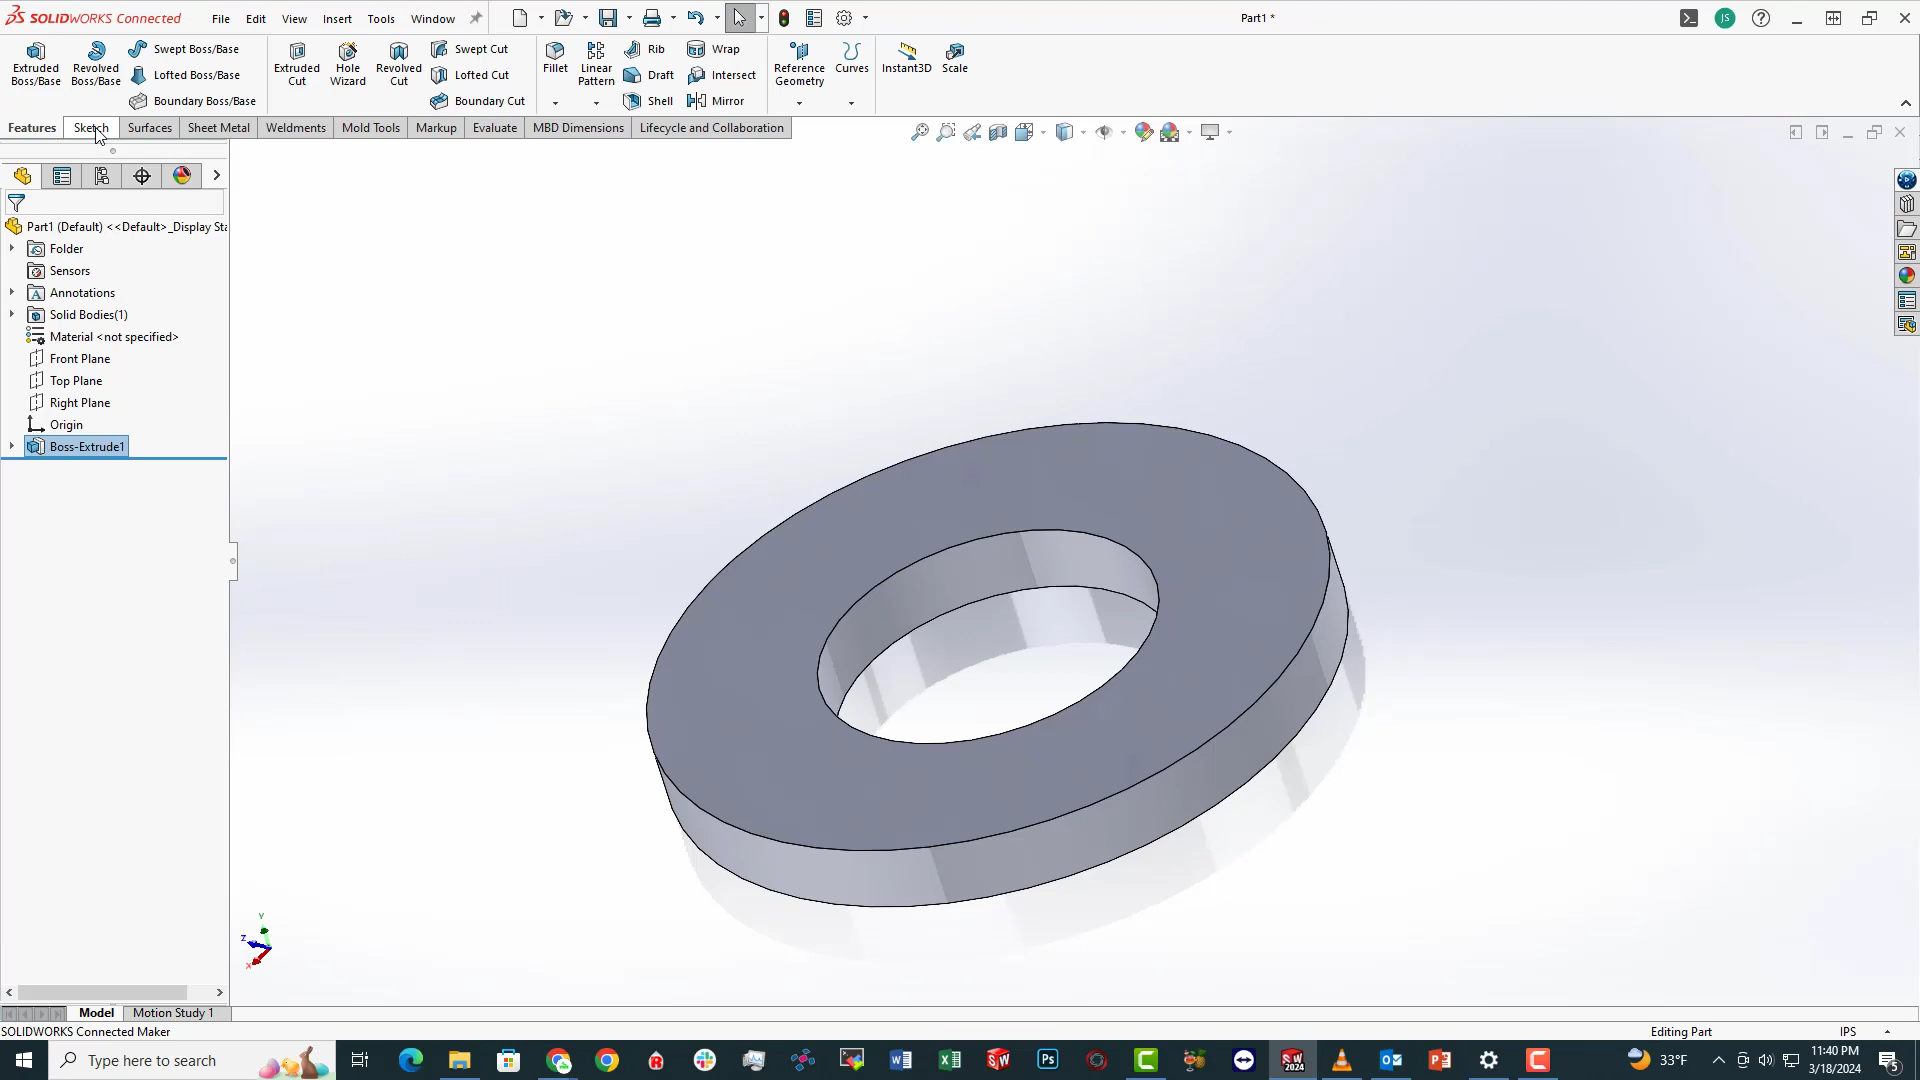 SOLIDWORKS Connected
File Edit View Insert Tools Window
Part1 *
JS
Extruded Boss/Base
Revolved Boss/Base
Swept Boss/Base
Lofted Boss/Base
Boundary Boss/Base
Extruded Cut
Hole Wizard
Revolved Cut
Swept Cut
Lofted Cut
Boundary Cut
Fillet
Linear Pattern
Rib
Draft
Shell
Wrap
Intersect
Mirror
Reference Geometry
Curves
Instant3D
Scale
Features Sketch Surfaces Sheet Metal Weldments Mold Tools Markup Evaluate MBD Dimensions Lifecycle and Collaboration
Part1 (Default) <<Default>_Display Sta
Folder
Sensors
Annotations
Solid Bodies(1)
Material <not specified>
Front Plane
Top Plane
Right Plane
Origin
Boss-Extrude1
Y
Z
X
Model Motion Study 1
SOLIDWORKS Connected Maker
Editing Part
IPS
Type here to search
33°F
11:40 PM
3/18/2024
5